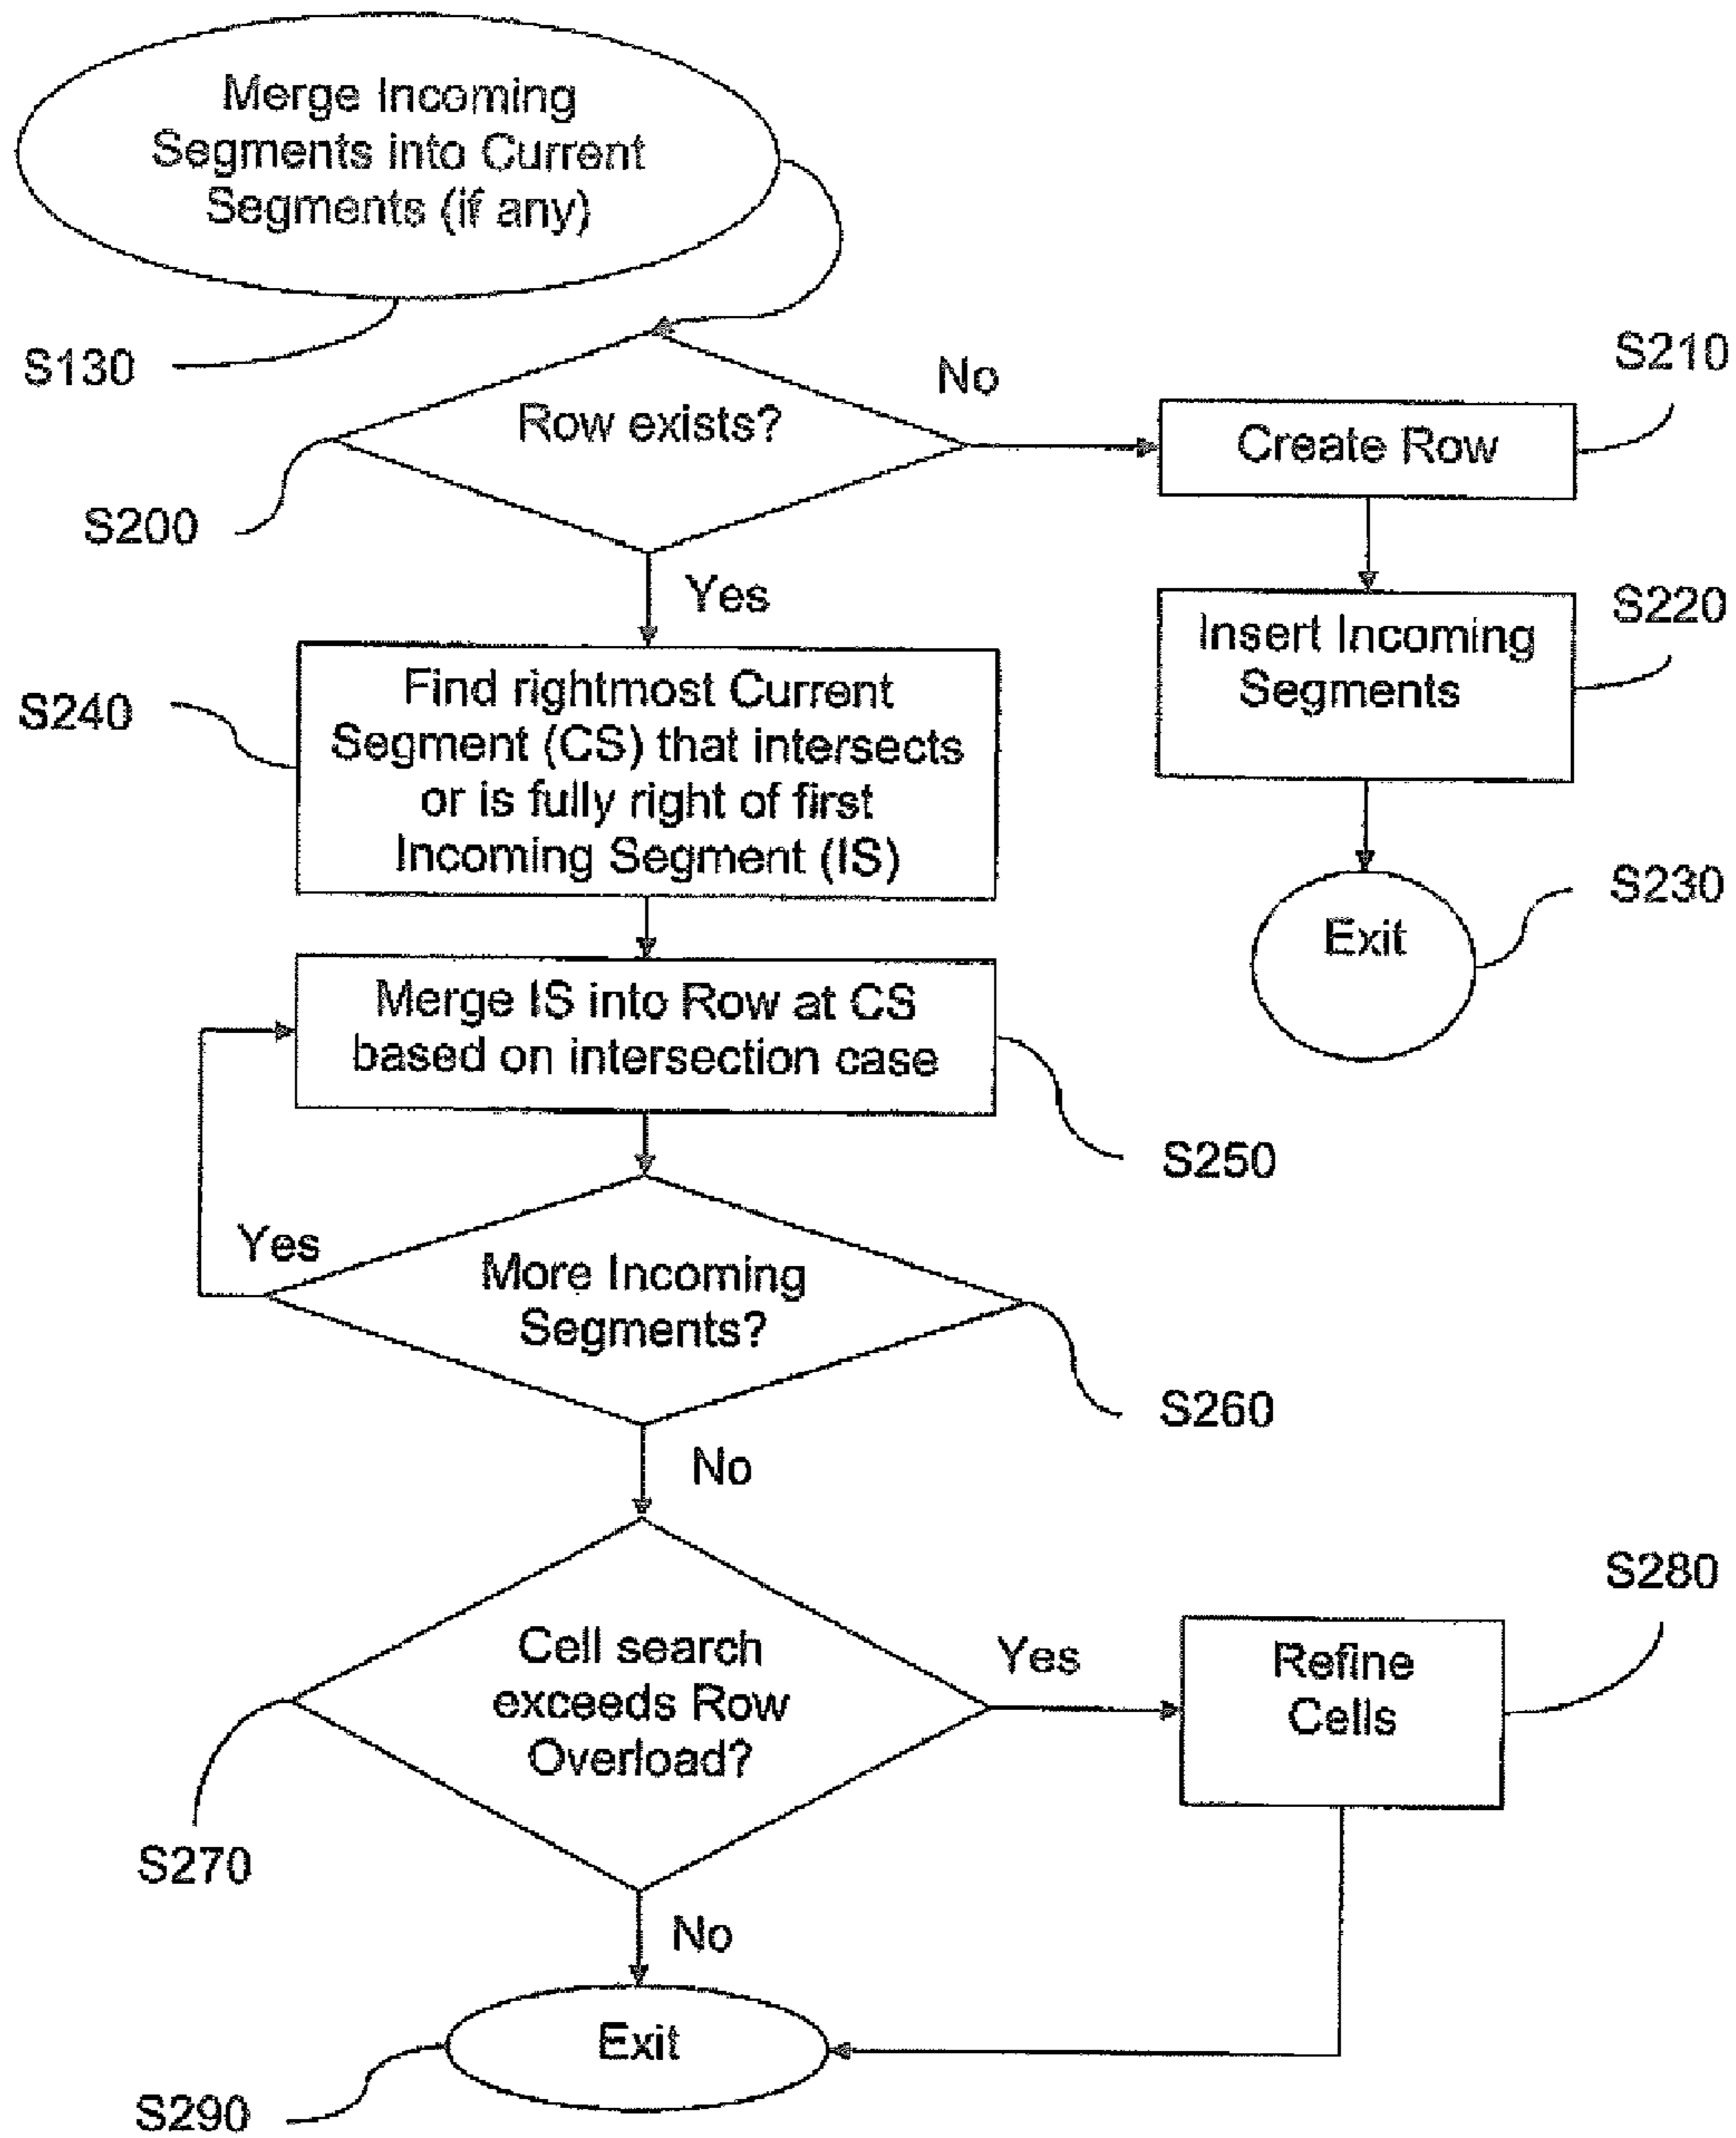 Merge Incoming
Segments into Current
Segments (if any)
S130
Row exists?
No
S200
Yes
S210
Create Row
S220
Insert Incoming
Segments
S230
Exit
S240
Find rightmost Current
Segment (CS) that intersects
or is fully right of first
Incoming Segment (IS)
Merge IS into Row at CS
based on intersection case
S250
Yes
More Incoming
Segments?
S260
No
Cell search
exceeds Row
Overload?
S270
Yes
S280
Refine
Cells
No
Exit
S290